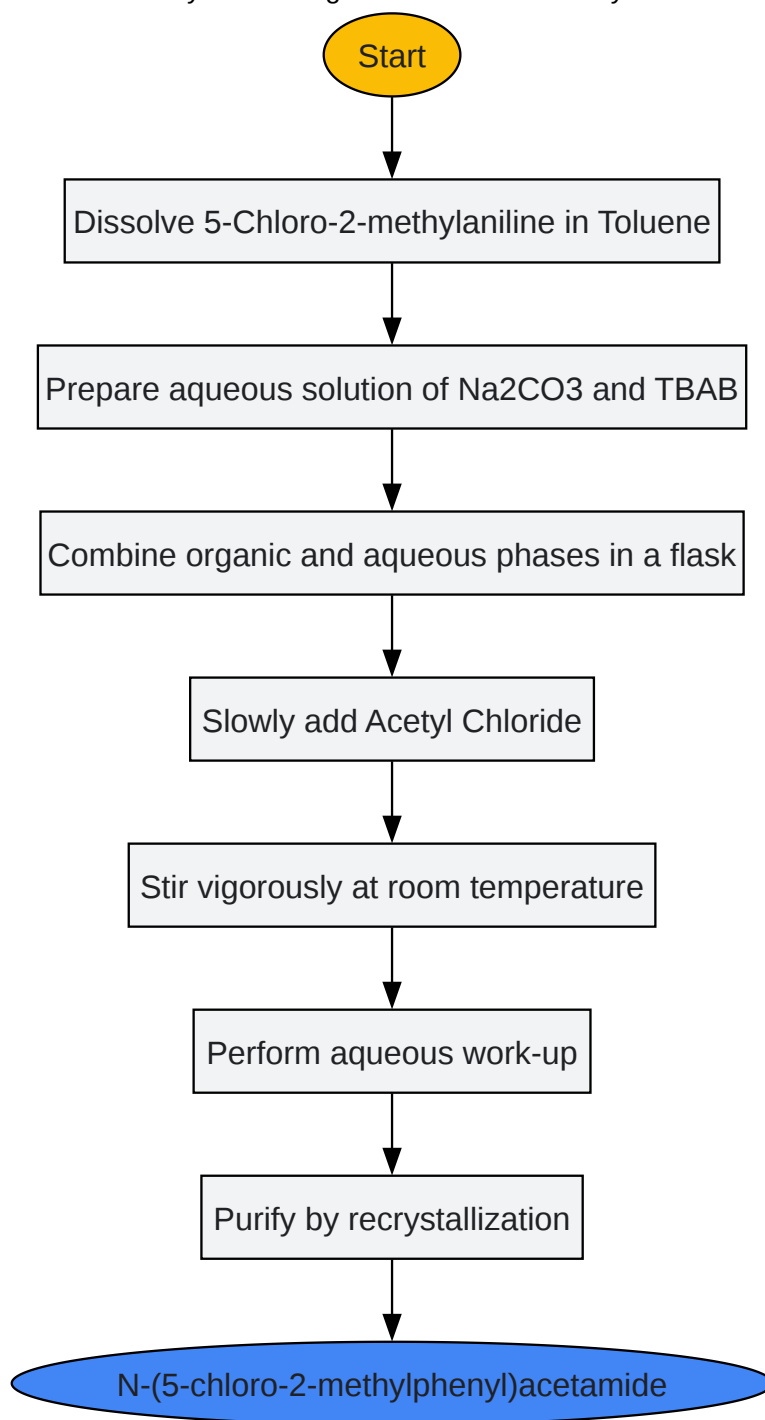 Start
Dissolve 5-Chloro-2-methylaniline in Toluene
Prepare aqueous solution of Na2CO3 and TBAB
Combine organic and aqueous phases in a flask
Slowly add Acetyl Chloride
Stir vigorously at room temperature
Perform aqueous work-up
Purify by recrystallization
N-(5-chloro-2-methylphenyl)acetamide